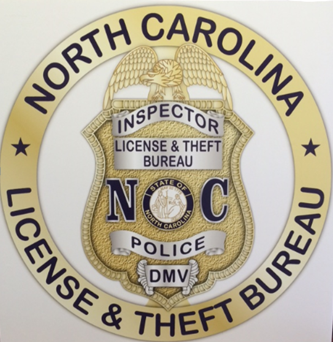 NORTH CAROLINA
INSPECTOR
LICENSE & THEFT
BUREAU
N C
STATE OF
NORTH CAROLINA
POLICE
DMV
LICENSE & THEFT BUREAU